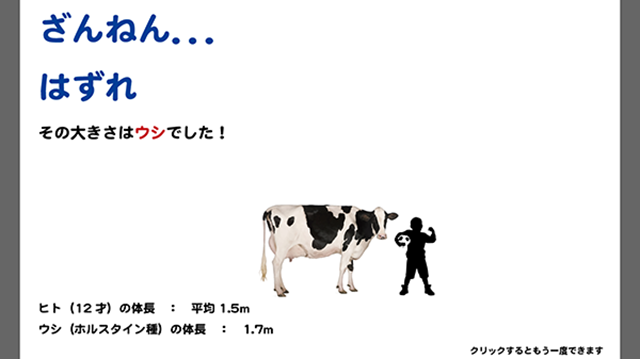 ざんねん...
はずれ
その大きさはウシでした！
ヒト（12才）の体長　：　平均 1.5m
ウシ（ホルスタイン種）の体長　：　1.7m
クリックするともう一度できます